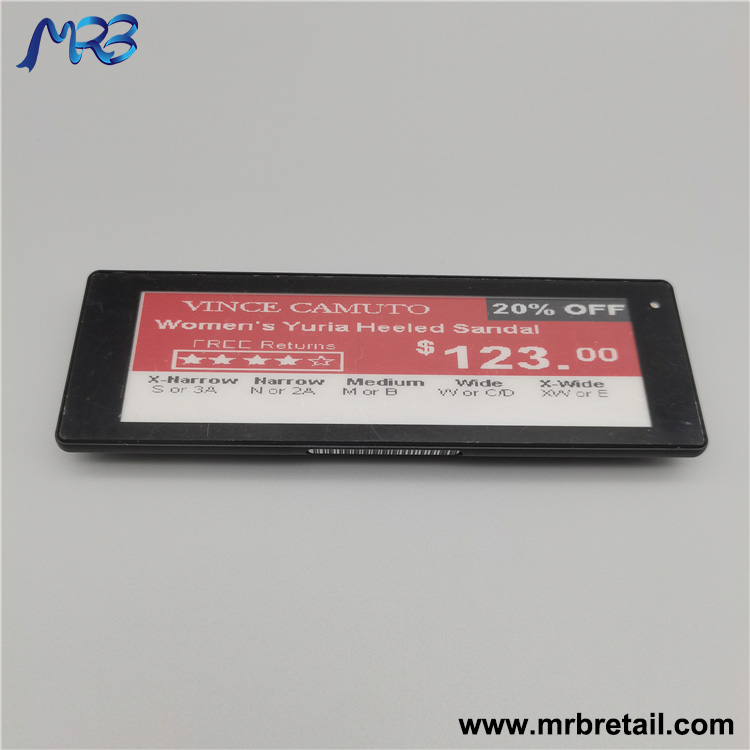 MRB
VINCE CAMUTO
20% OFF
Women's Yuria Heeled Sandal
FREE Returns
$123.00
X-Narrow Narrow Medium Wide X-Wide
S or 3A N or 2A M or B W or C/D XW or E
www.mrbretail.com